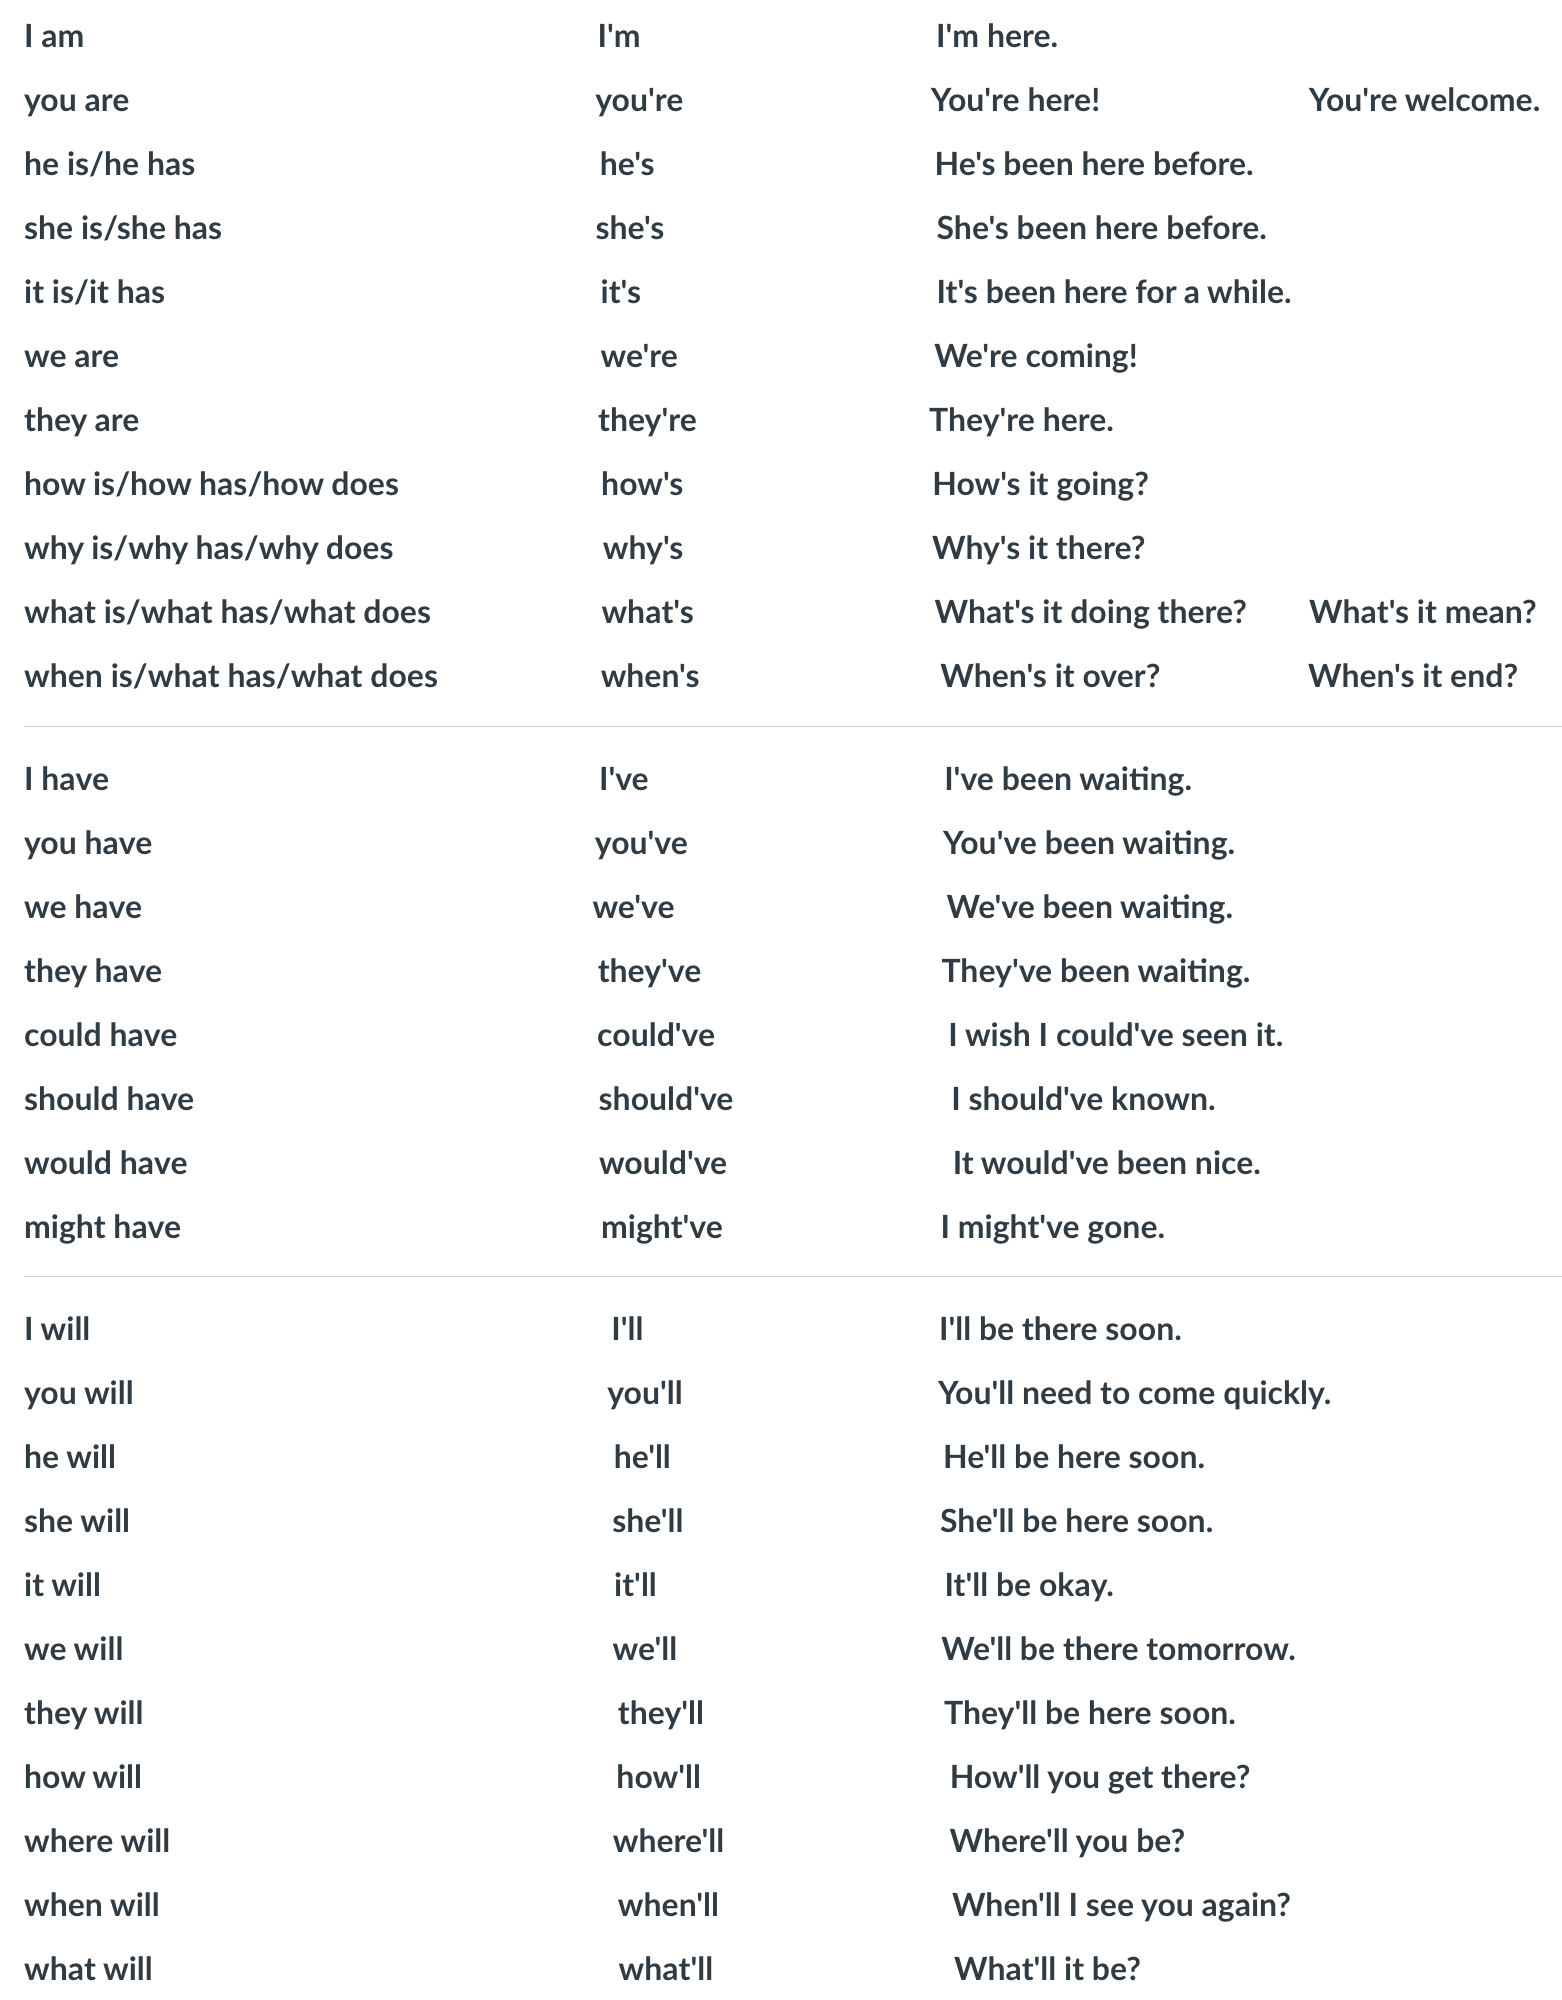 I am I'm I'm here.
you are you're You're here! You're welcome.
he is/he has he's He's been here before.
she is/she has she's She's been here before.
it is/it has it's It's been here for a while.
we are we're We're coming!
they are they're They're here.
how is/how has/how does how's How's it going?
why is/why has/why does why's Why's it there?
what is/what has/what does what's What's it doing there? What's it mean?
when is/what has/what does when's When's it over? When's it end?
I have I've I've been waiting.
you have you've You've been waiting.
we have we've We've been waiting.
they have they've They've been waiting.
could have could've I wish I could've seen it.
should have should've I should've known.
would have would've It would've been nice.
might have might've I might've gone.
I will I'll I'll be there soon.
you will you'll You'll need to come quickly.
he will he'll He'll be here soon.
she will she'll She'll be here soon.
it will it'll It'll be okay.
we will we'll We'll be there tomorrow.
they will they'll They'll be here soon.
how will how'll How'll you get there?
where will where'll Where'll you be?
when will when'll When'll I see you again?
what will what'll What'll it be?